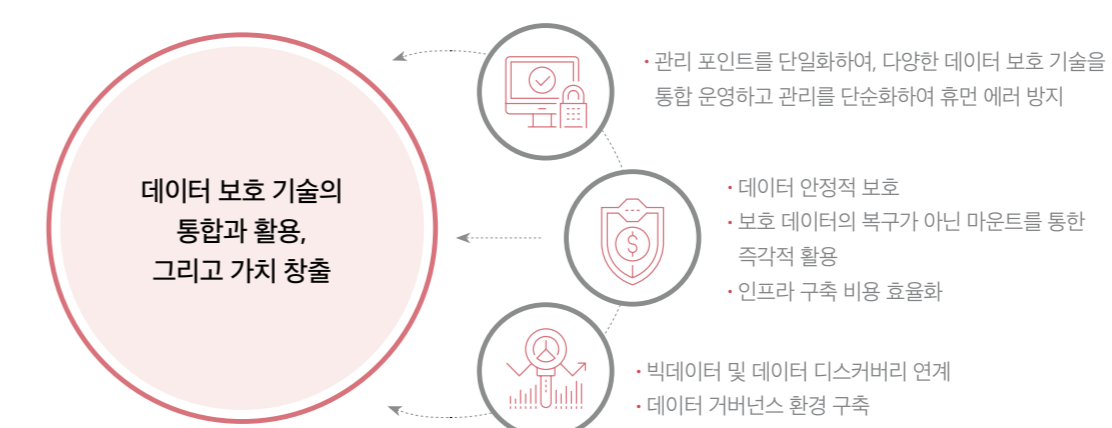 데이터 보호 기술의
통합과 활용,
그리고 가치 창출
• 관리 포인트를 단일화하여, 다양한 데이터 보호 기술을
통합 운영하고 관리를 단순화하여 휴먼 에러 방지
• 데이터 안정적 보호
• 보호 데이터의 복구가 아닌 마운트를 통한
즉각적 활용
• 인프라 구축 비용 효율화
• 빅데이터 및 데이터 디스커버리 연계
• 데이터 거버넌스 환경 구축
$